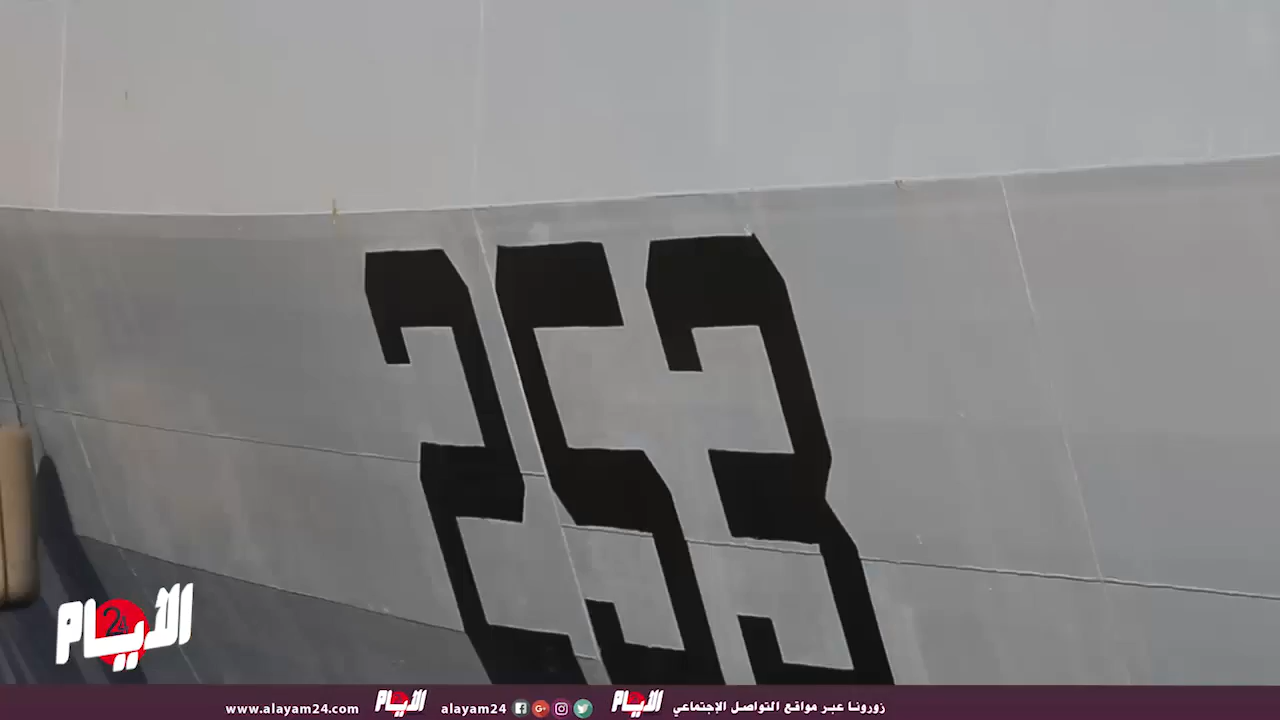 253
الأيام 24
www.alayam24.com الأيام alayam24 الأيام زورونا عبر مواقع التواصل الإجتماعي